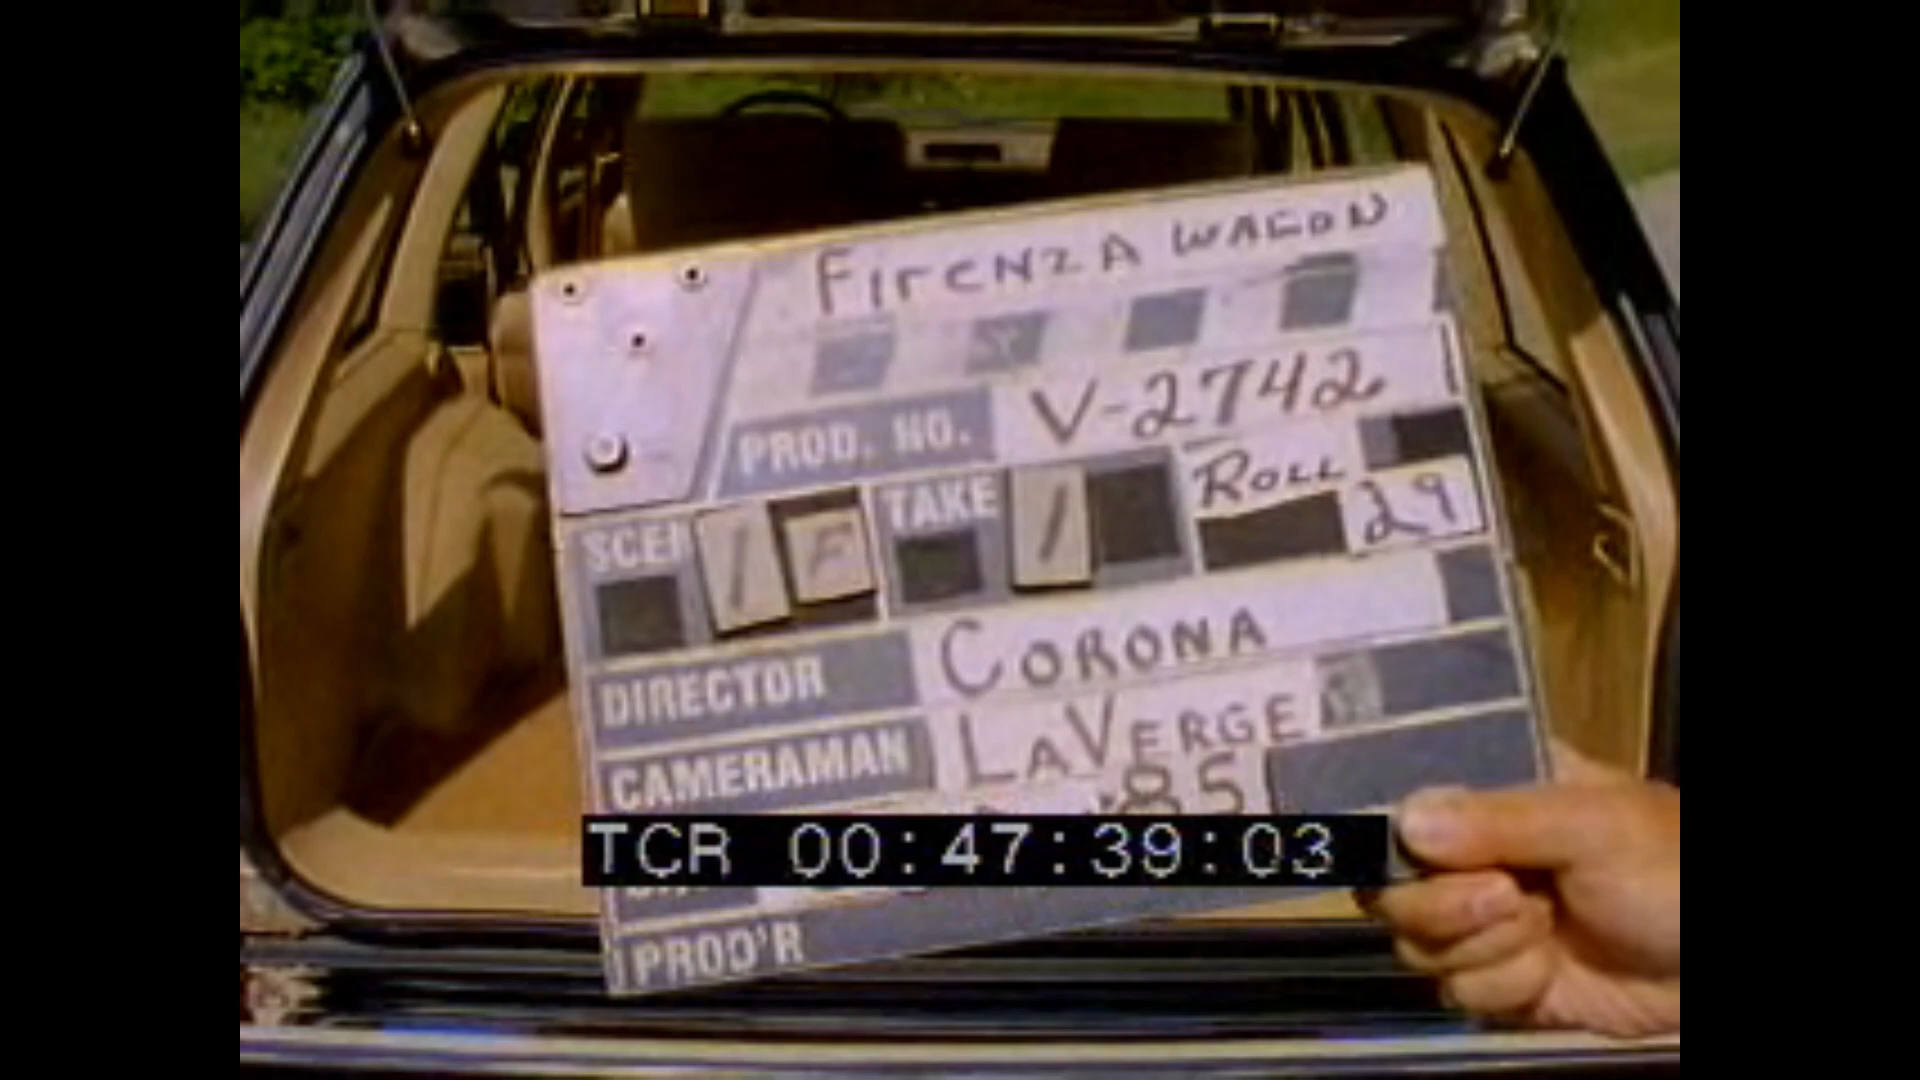 FIRENZA WAGON
PROD. NO. V-2742
SCEN 1 F TAKE 1 ROLL 29
DIRECTOR CORONA
CAMERAMAN LAVERGE
'85
TCR 00:47:39:03
PROD'R